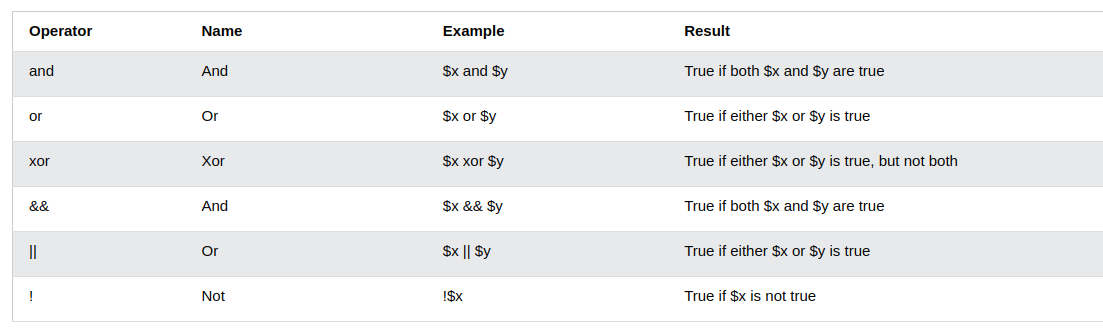 Operator Name Example Result
and And $x and $y True if both $x and $y are true
or Or $x or $y True if either $x or $y is true
xor Xor $x xor $y True if either $x or $y is true, but not both
&& And $x && $y True if both $x and $y are true
|| Or $x || $y True if either $x or $y is true
! Not !$x True if $x is not true